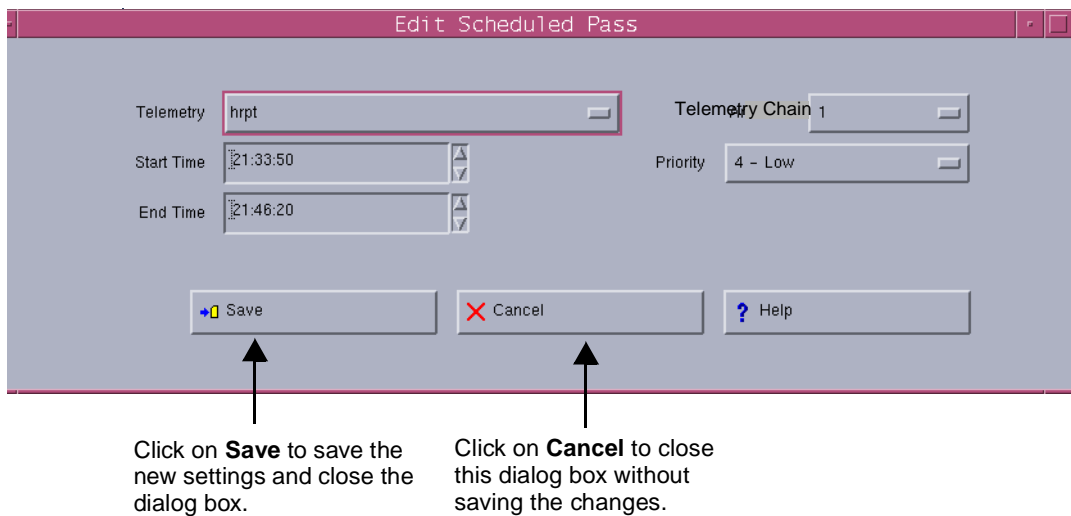 Edit Scheduled Pass
Telemetry hrpt Telemetry Chain 1
Start Time 21:33:50 Priority 4 - Low
End Time 21:46:20
Save Cancel Help
Click on Save to save the
new settings and close the
dialog box.
Click on Cancel to close
this dialog box without
saving the changes.